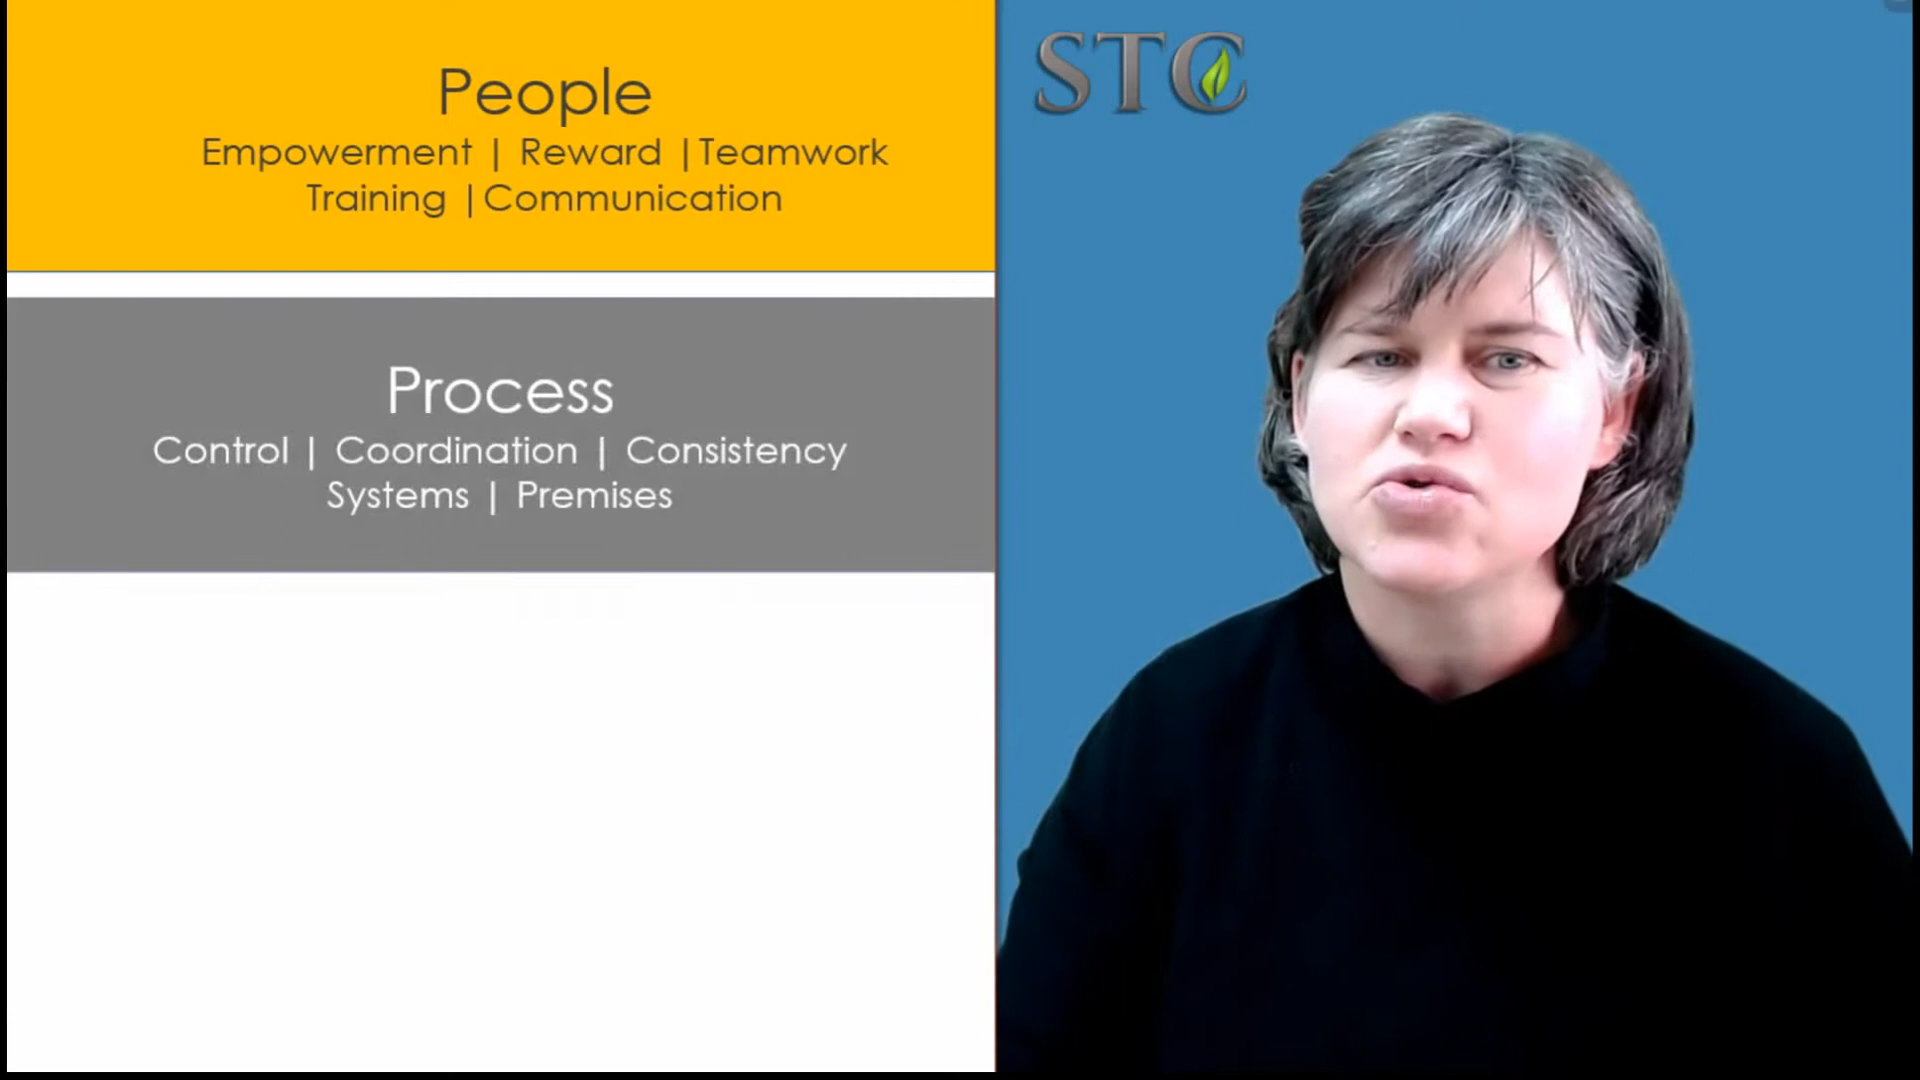 People
Empowerment | Reward |Teamwork
Training |Communication
Process
Control | Coordination | Consistency
Systems | Premises
STC